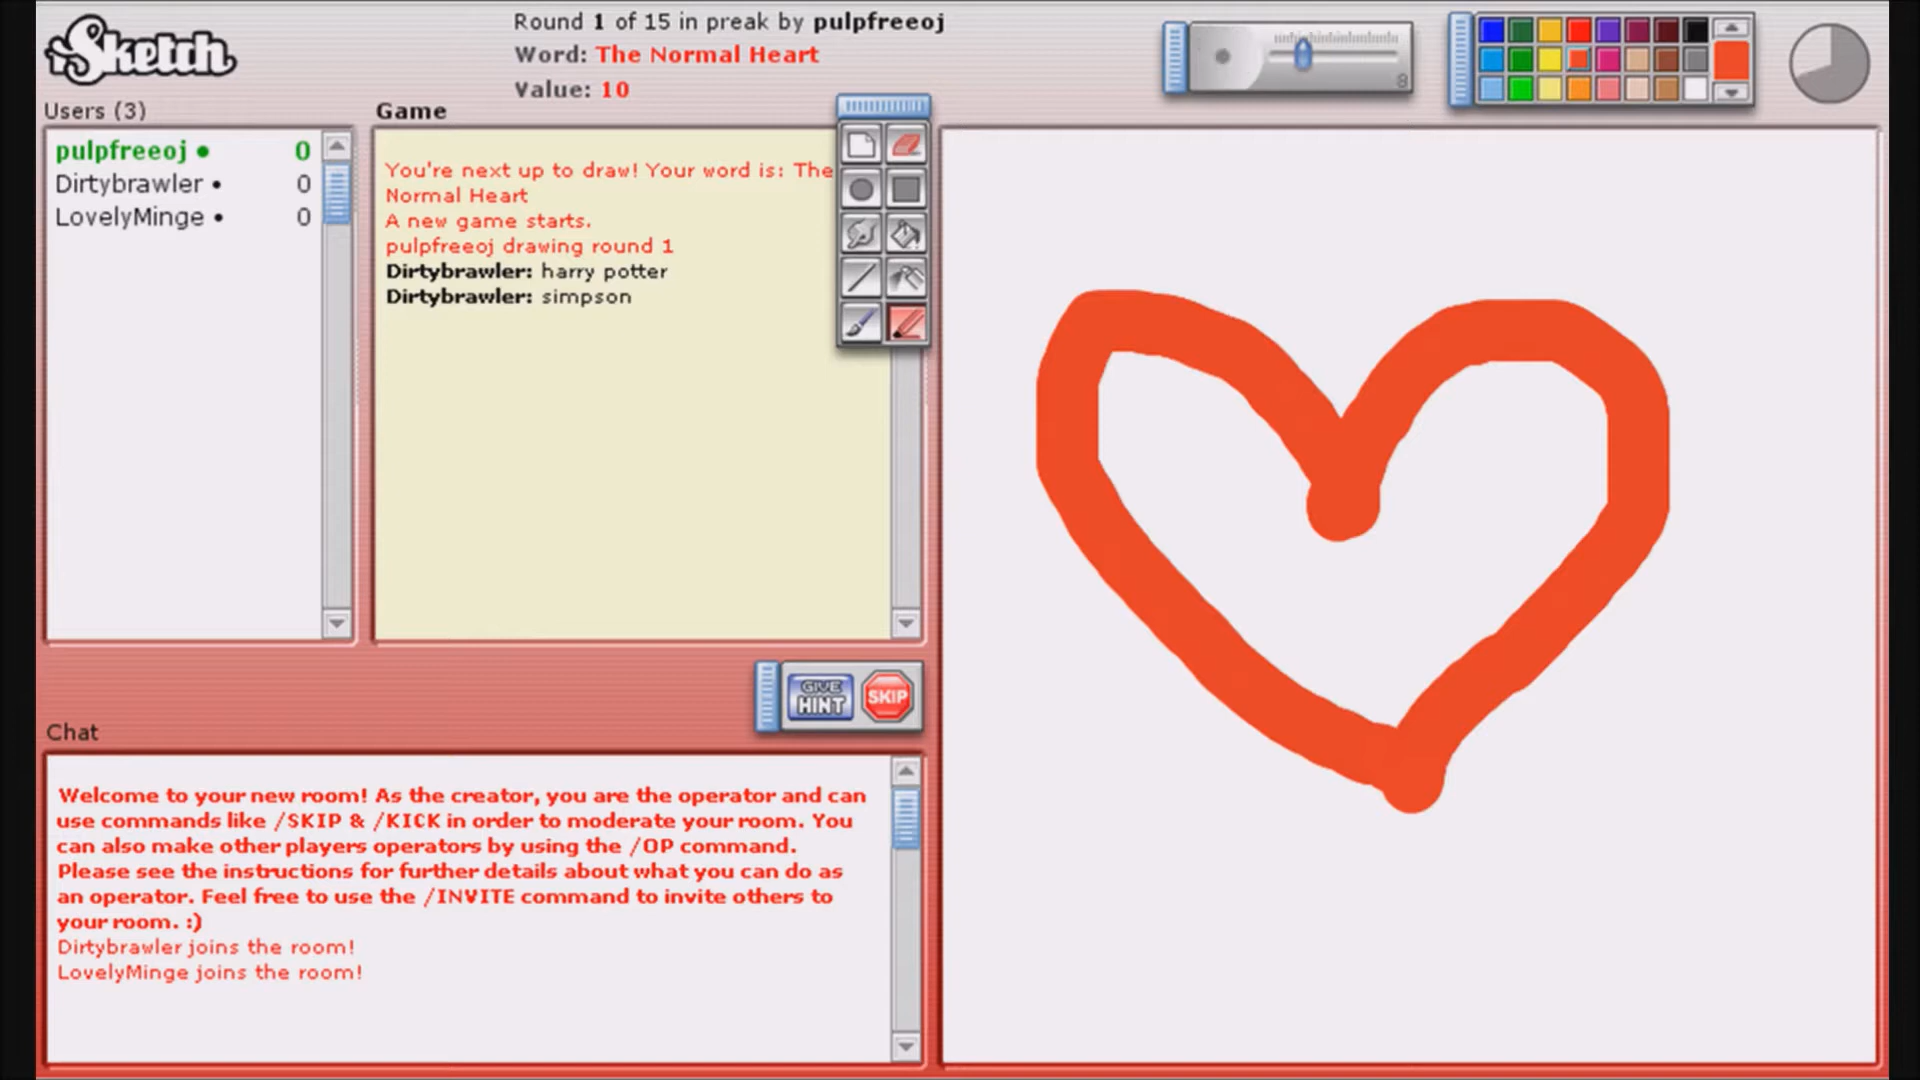 iSketch
Round 1 of 15 in preak by pulpfreeoj
Word: The Normal Heart
Value: 10
8
Users (3)
pulpfreeoj • 0
Dirtybrawler • 0
LovelyMinge • 0
Game
You're next up to draw! Your word is: The
Normal Heart
A new game starts.
pulpfreeoj drawing round 1
Dirtybrawler: harry potter
Dirtybrawler: simpson
GIVE
HINT
SKIP
Chat
Welcome to your new room! As the creator, you are the operator and can
use commands like /SKIP & /KICK in order to moderate your room. You
can also make other players operators by using the /OP command.
Please see the instructions for further details about what you can do as
an operator. Feel free to use the /INVITE command to invite others to
your room. :)
Dirtybrawler joins the room!
LovelyMinge joins the room!